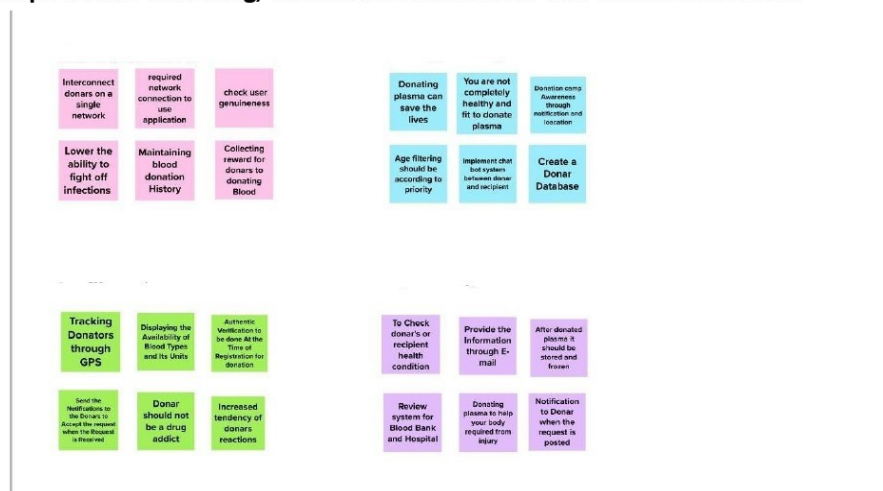 Interconnect
donars on a
single
network
required
network
connection to
use
application
check user
genuineness
Lower the
ability to
fight off
infections
Maintaining
blood
donation
History
Collecting
reward for
donars to
donating
Blood
Donating
plasma can
save the
lives
You are not
completely
healthy and
fit to donate
plasma
Donation camp
Awareness
through
notification and
Age filtering
should be
according to
priority
Implement chat
bot system
between donar
and recipient
Create a
Donar
Database
Tracking
Donators
through
GPS
Displaying the
Availability of
Blood Types
and Its Units
Authentic
Verification to
be done At the
Time of
Registration for
donation
Send the
Notifications to
the Donars to
Accept the request
when the Request
is Received
Donar
should not
be a drug
addict
Increased
tendency of
donars
reactions
To Check
donar's or
recipient
health
condition
Provide the
Information
through E-
mail
After donated
plasma it
should be
stored and
frozen
Review
system for
Blood Bank
and Hospital
Donating
plasma to help
your body
required from
injury
Notification
to Donar
when the
request is
posted